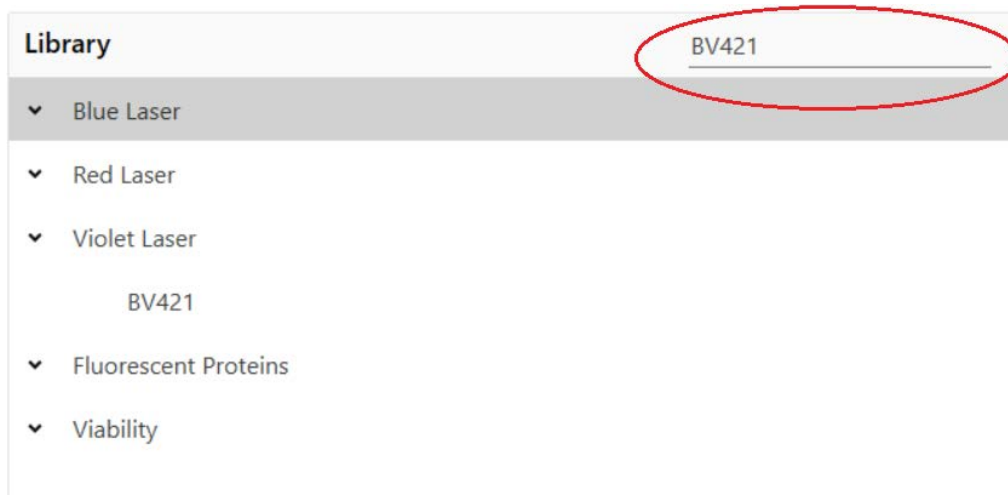 Library BV421
Blue Laser
Red Laser
Violet Laser
BV421
Fluorescent Proteins
Viability